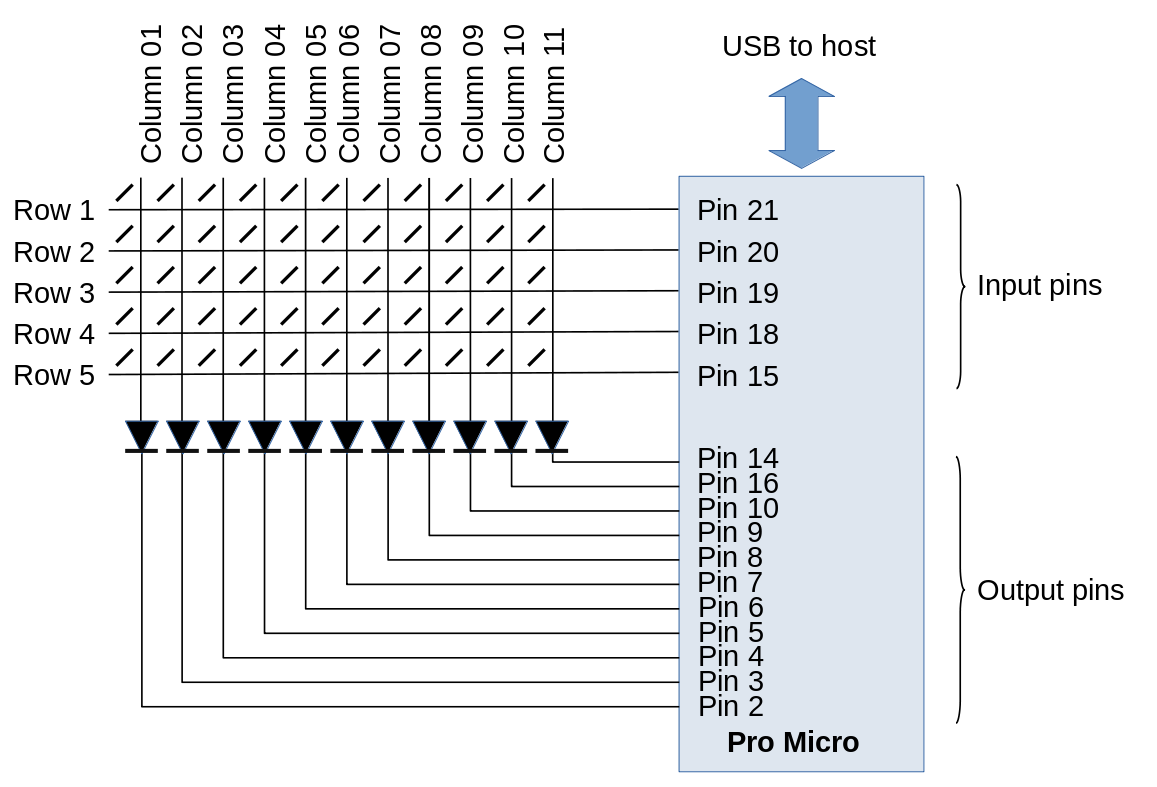 Column 01
Column 02
Column 03
Column 04
Column 05
Column 06
Column 07
Column 08
Column 09
Column 10
Column 11
USB to host
Row 1
Row 2
Row 3
Row 4
Row 5
Pin 21
Pin 20
Pin 19
Pin 18
Pin 15
Input pins
Pin 14
Pin 16
Pin 10
Pin 9
Pin 8
Pin 7
Pin 6
Pin 5
Pin 4
Pin 3
Pin 2
Output pins
Pro Micro